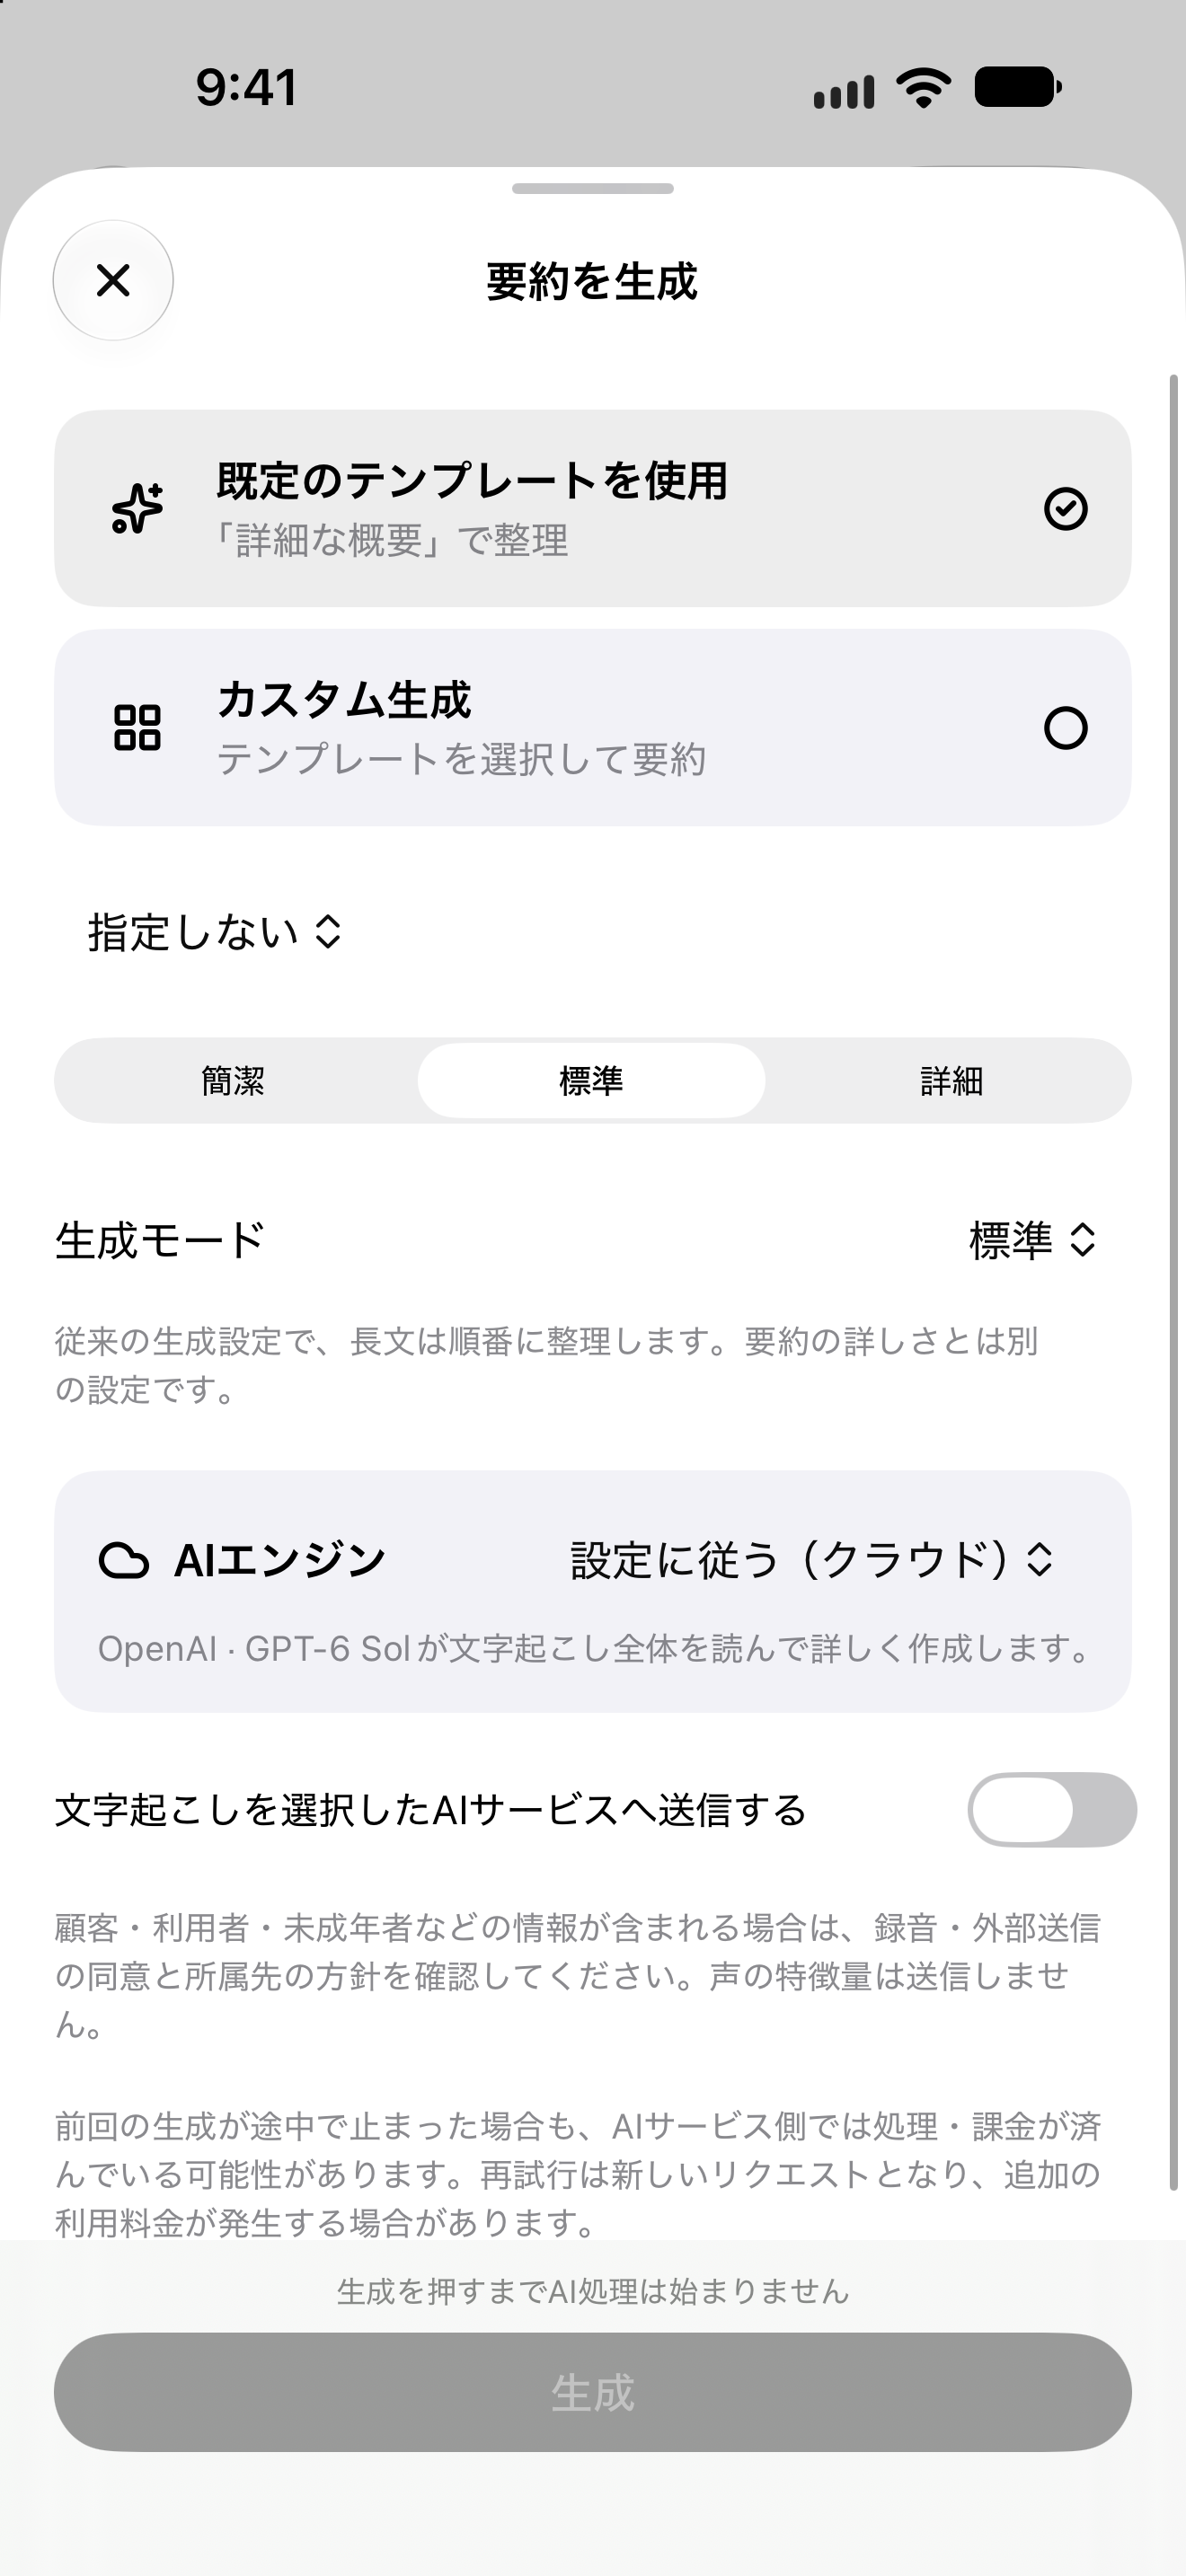 9:41
要約を生成
既定のテンプレートを使用
「詳細な概要」で整理
カスタム生成
テンプレートを選択して要約
指定しない
簡潔 標準 詳細
生成モード 標準
従来の生成設定で、長文は順番に整理します。要約の詳しさとは別
の設定です。
AIエンジン 設定に従う（クラウド）
OpenAI · GPT-6 Solが文字起こし全体を読んで詳しく作成します。
文字起こしを選択したAIサービスへ送信する
顧客・利用者・未成年者などの情報が含まれる場合は、録音・外部送信
の同意と所属先の方針を確認してください。声の特徴量は送信しませ
ん。
前回の生成が途中で止まった場合も、AIサービス側では処理・課金が済
んでいる可能性があります。再試行は新しいリクエストとなり、追加の
利用料金が発生する場合があります。
生成を押すまでAI処理は始まりません
生成